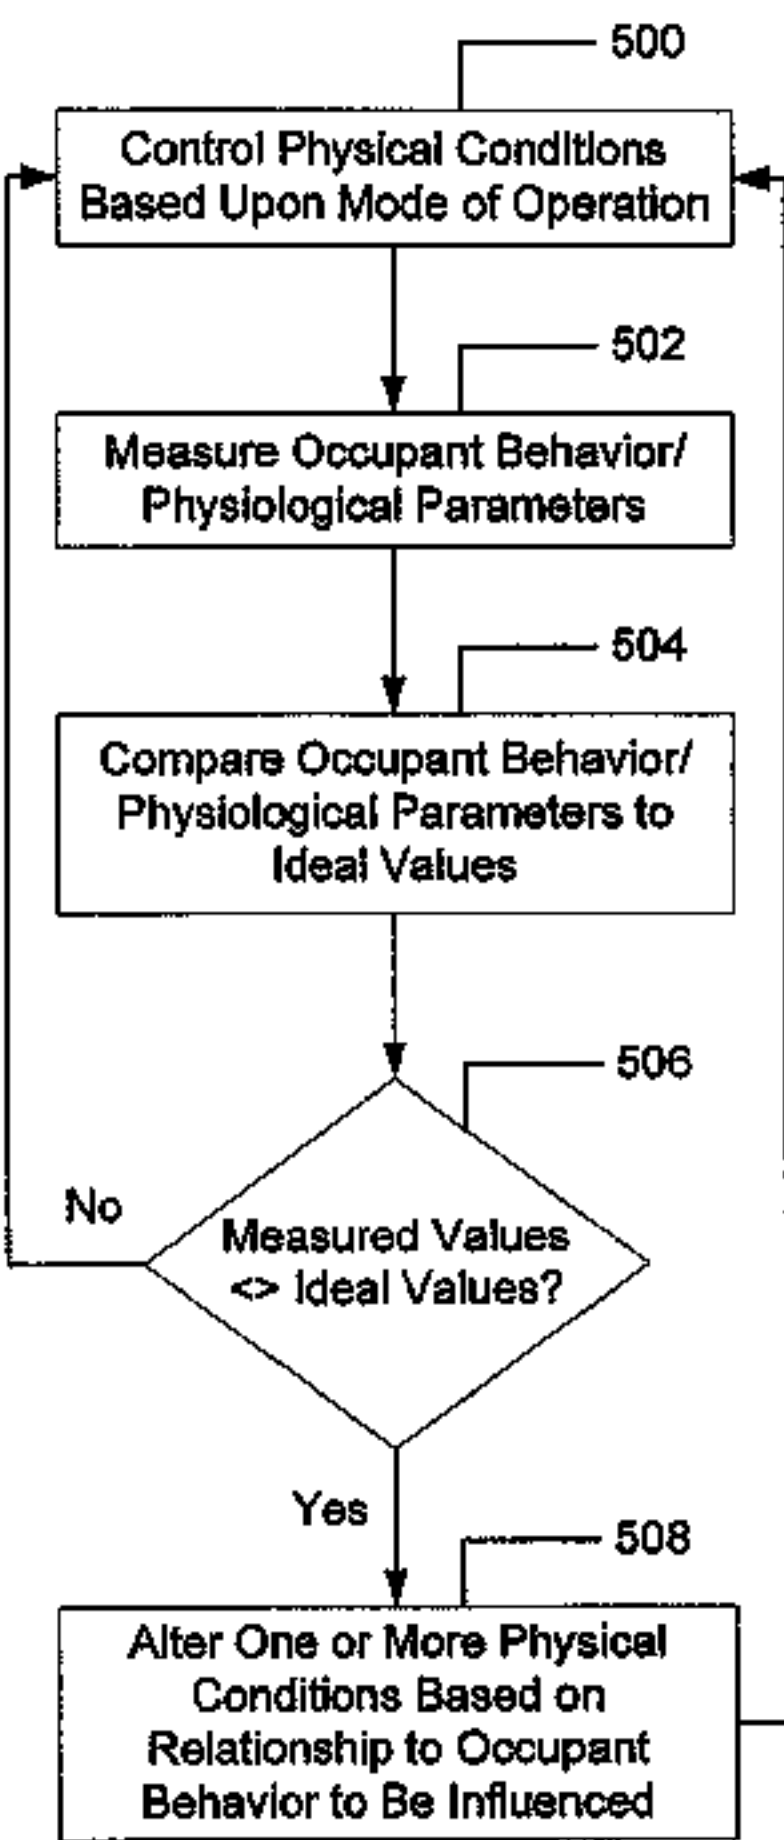 500
Control Physical Conditions
Based Upon Mode of Operation
502
Measure Occupant Behavior/
Physiological Parameters
504
Compare Occupant Behavior/
Physiological Parameters to
Ideal Values
506
No
Measured Values
<> Ideal Values?
Yes
508
Alter One or More Physical
Conditions Based on
Relationship to Occupant
Behavior to Be Influenced